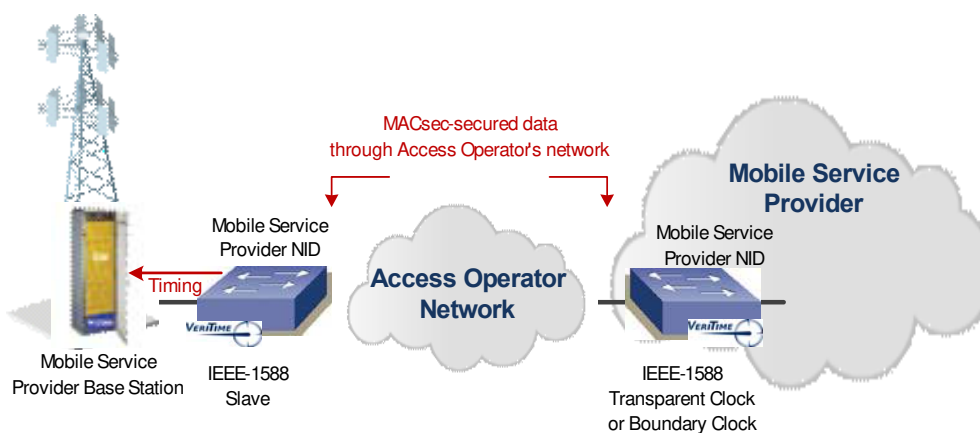 MACsec-secured data
through Access Operator's network
Mobile Service
Provider
Mobile Service
Provider NID
Mobile Service
Provider NID
Timing
Access Operator
Network
VERITIME
VERITIME
Mobile Service
Provider Base Station
IEEE-1588
Slave
IEEE-1588
Transparent Clock
or Boundary Clock